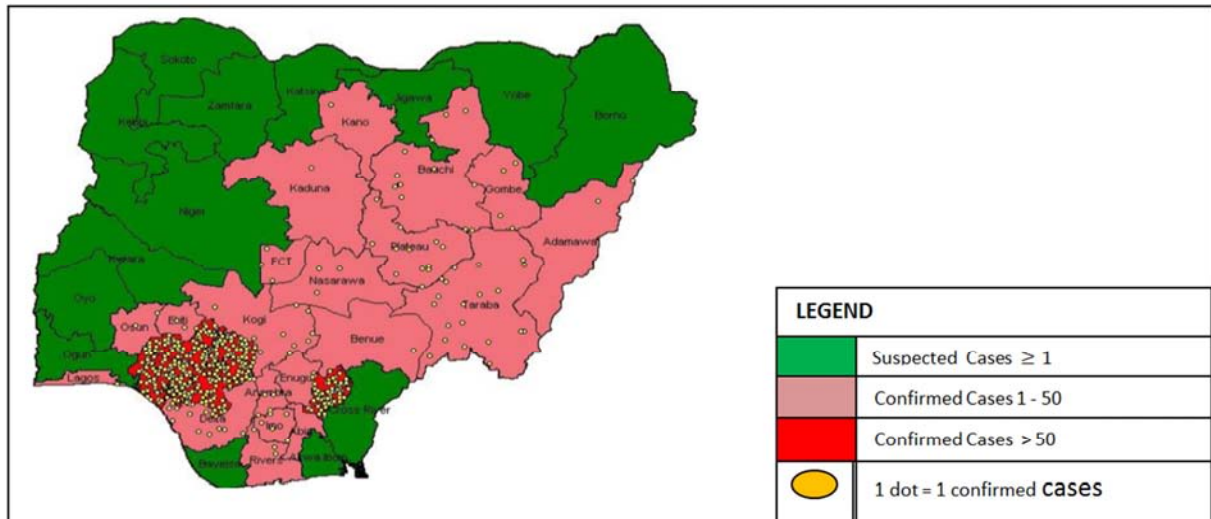 Sokoto
Katsina
Jigawa
Yobe
Borno
Zamfara
Kebbi
Kano
Bauchi
Gombe
Kaduna
Niger
Adamawa
Plateau
FCT
Kwara
Nasarawa
Oyo
Taraba
Osun
Ekiti
Kogi
Benue
Ogun
Lagos
Enugu
Anambra
Cross River
Delta
Imo
Abia
Bayelsa
Rivers
Akwa Ibom
LEGEND
Suspected Cases ≥ 1
Confirmed Cases 1 - 50
Confirmed Cases > 50
1 dot = 1 confirmed cases